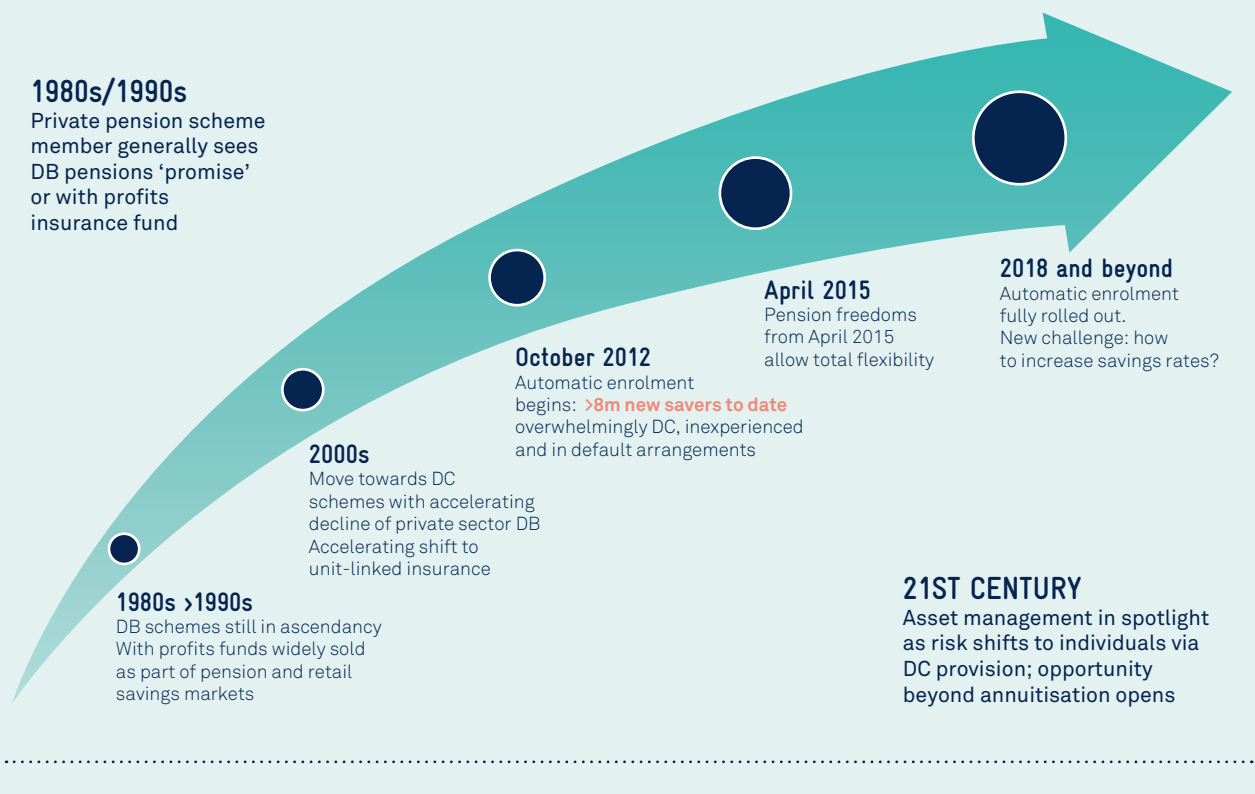 1980s/1990s
Private pension scheme
member generally sees
DB pensions ‘promise’
or with profits
insurance fund
1980s >1990s
DB schemes still in ascendancy
With profits funds widely sold
as part of pension and retail
savings markets
2000s
Move towards DC
schemes with accelerating
decline of private sector DB
Accelerating shift to
unit-linked insurance
October 2012
Automatic enrolment
begins: >8m new savers to date
overwhelmingly DC, inexperienced
and in default arrangements
April 2015
Pension freedoms
from April 2015
allow total flexibility
2018 and beyond
Automatic enrolment
fully rolled out.
New challenge: how
to increase savings rates?
21ST CENTURY
Asset management in spotlight
as risk shifts to individuals via
DC provision; opportunity
beyond annuitisation opens